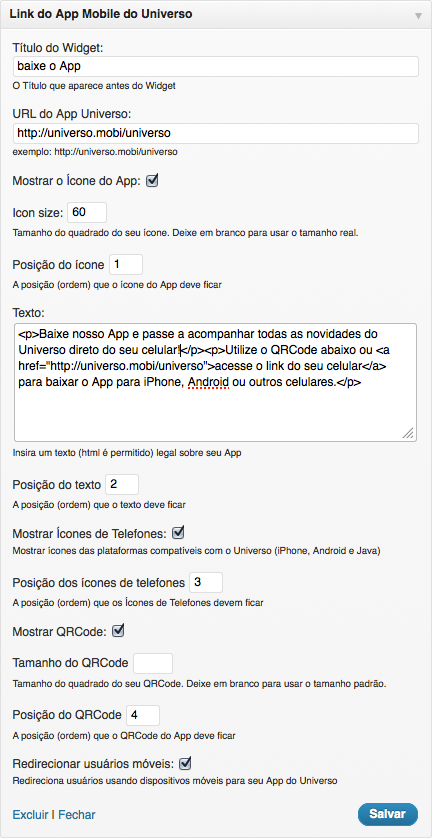 Link do App Mobile do Universo
Título do Widget:
baixe o App
O Título que aparece antes do Widget
URL do App Universo:
http://universo.mobi/universo
exemplo: http://universo.mobi/universo
Mostrar o Ícone do App:
Icon size: 60
Tamanho do quadrado do seu ícone. Deixe em branco para usar o tamanho real.
Posição do ícone 1
A posição (ordem) que o ícone do App deve ficar
Texto:
<p>Baixe nosso App e passe a acompanhar todas as novidades do
Universo direto do seu celular!</p><p>Utilize o QRCode abaixo ou <a
href="http://universo.mobi/universo">acesse o link do seu celular</a>
para baixar o App para iPhone, Android ou outros celulares.</p>
Insira um texto (html é permitido) legal sobre seu App
Posição do texto 2
A posição (ordem) que o texto deve ficar
Mostrar Ícones de Telefones:
Mostrar ícones das plataformas compatíveis com o Universo (iPhone, Android e Java)
Posição dos ícones de telefones 3
A posição (ordem) que os Ícones de Telefones devem ficar
Mostrar QRCode:
Tamanho do QRCode
Tamanho do quadrado do seu QRCode. Deixe em branco para usar o tamanho padrão.
Posição do QRCode 4
A posição (ordem) que o QRCode do App deve ficar
Redirecionar usuários móveis:
Redireciona usuários usando dispositivos móveis para seu App do Universo
Excluir | Fechar Salvar